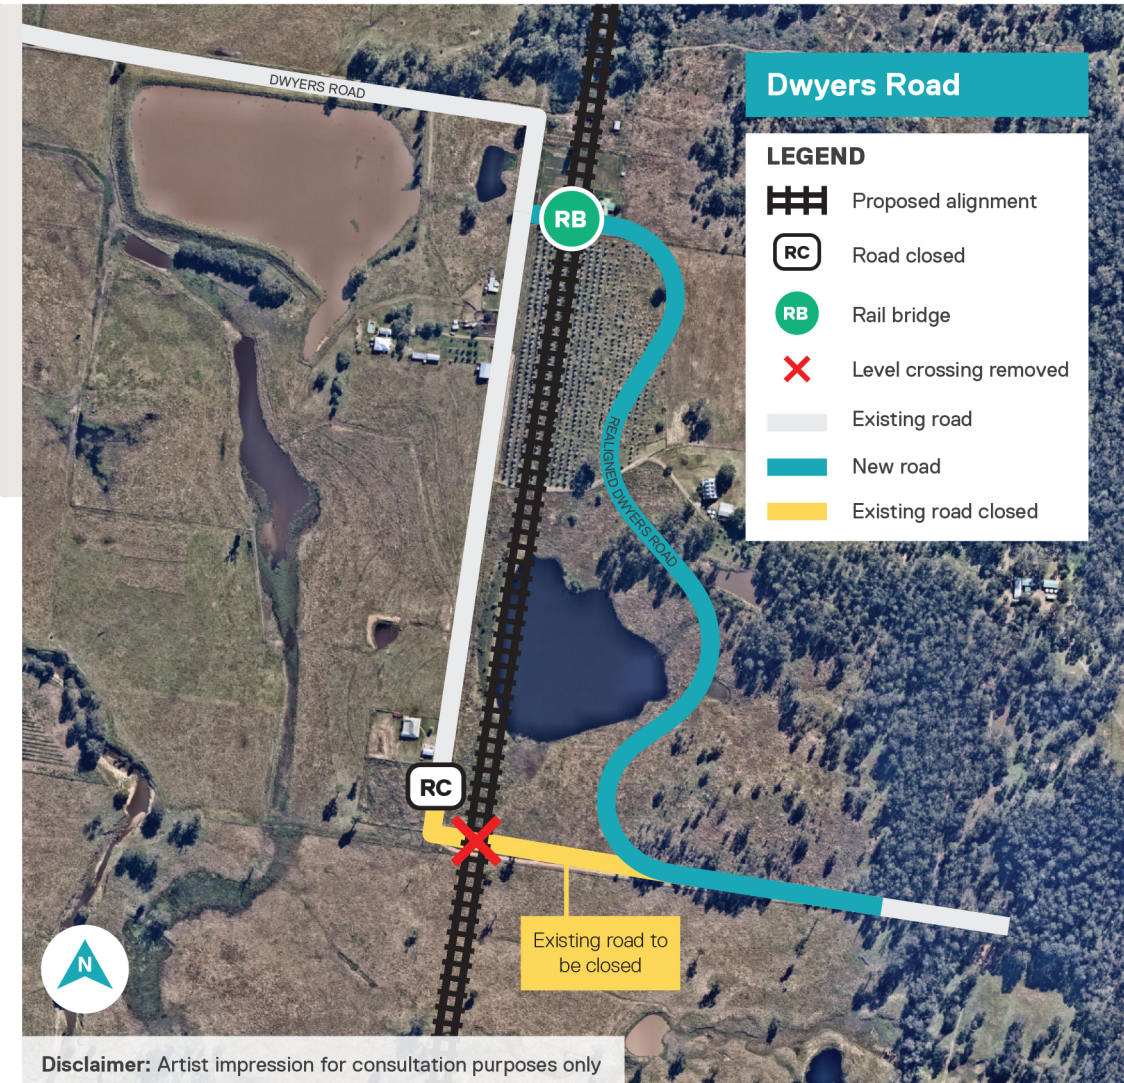 DWYERS ROAD
Dwyers Road
LEGEND
Proposed alignment
RC
Road closed
RB
Rail bridge
Level crossing removed
Existing road
New road
Existing road closed
RB
REALIGNED DWYERS ROAD
RC
Existing road to
be closed
N
Disclaimer: Artist impression for consultation purposes only